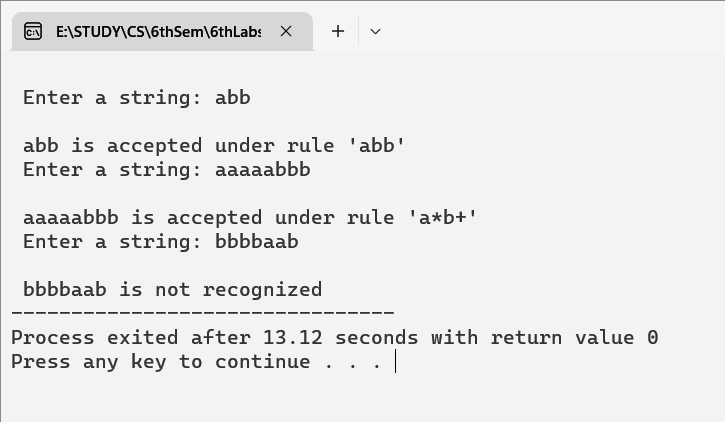 E:\STUDY\CS\6thSem\6thLabs
Enter a string: abb
abb is accepted under rule 'abb'
Enter a string: aaaaabbb
aaaaabbb is accepted under rule 'a*b+'
Enter a string: bbbbaab
bbbbaab is not recognized
--------------------------------
Process exited after 13.12 seconds with return value 0
Press any key to continue . . .